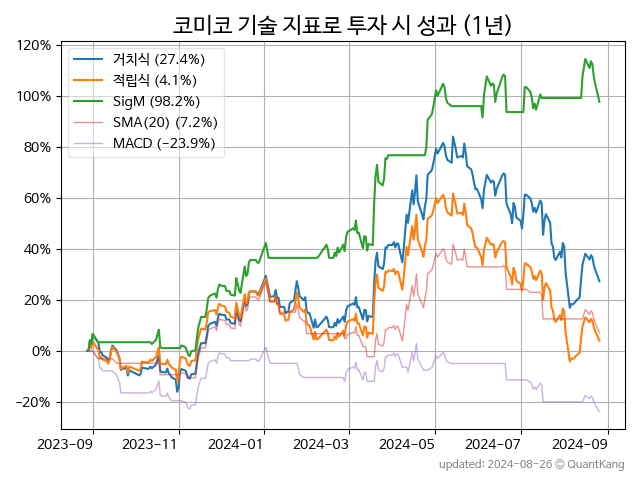 코미코 기술 지표로 투자 시 성과 (1년)
거치식 (27.4%)
적립식 (4.1%)
SigM (98.2%)
SMA(20) (7.2%)
MACD (−23.9%)
120%
100%
80%
60%
40%
20%
0%
−20%
2023-09 2023-11 2024-01 2024-03 2024-05 2024-07 2024-09
updated: 2024-08-26 © QuantKang